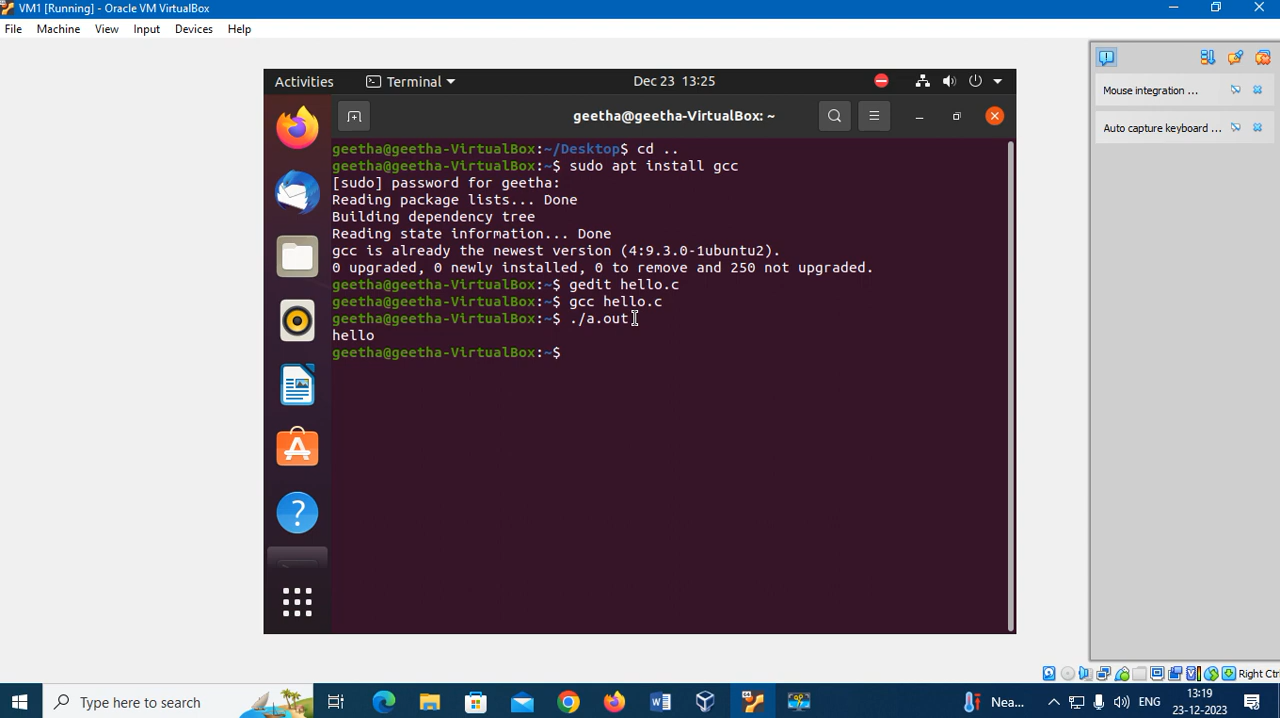 VM1 [Running] - Oracle VM VirtualBox
File Machine View Input Devices Help
Mouse integration ...
Auto capture keyboard ...
Activities Terminal Dec 23 13:25
geetha@geetha-VirtualBox: ~
geetha@geetha-VirtualBox:~/Desktop$ cd ..
geetha@geetha-VirtualBox:~$ sudo apt install gcc
[sudo] password for geetha:
Reading package lists... Done
Building dependency tree
Reading state information... Done
gcc is already the newest version (4:9.3.0-1ubuntu2).
0 upgraded, 0 newly installed, 0 to remove and 250 not upgraded.
geetha@geetha-VirtualBox:~$ gedit hello.c
geetha@geetha-VirtualBox:~$ gcc hello.c
geetha@geetha-VirtualBox:~$ ./a.out
hello
geetha@geetha-VirtualBox:~$
Right Ctrl
Type here to search
Nea...
ENG
13:19
23-12-2023